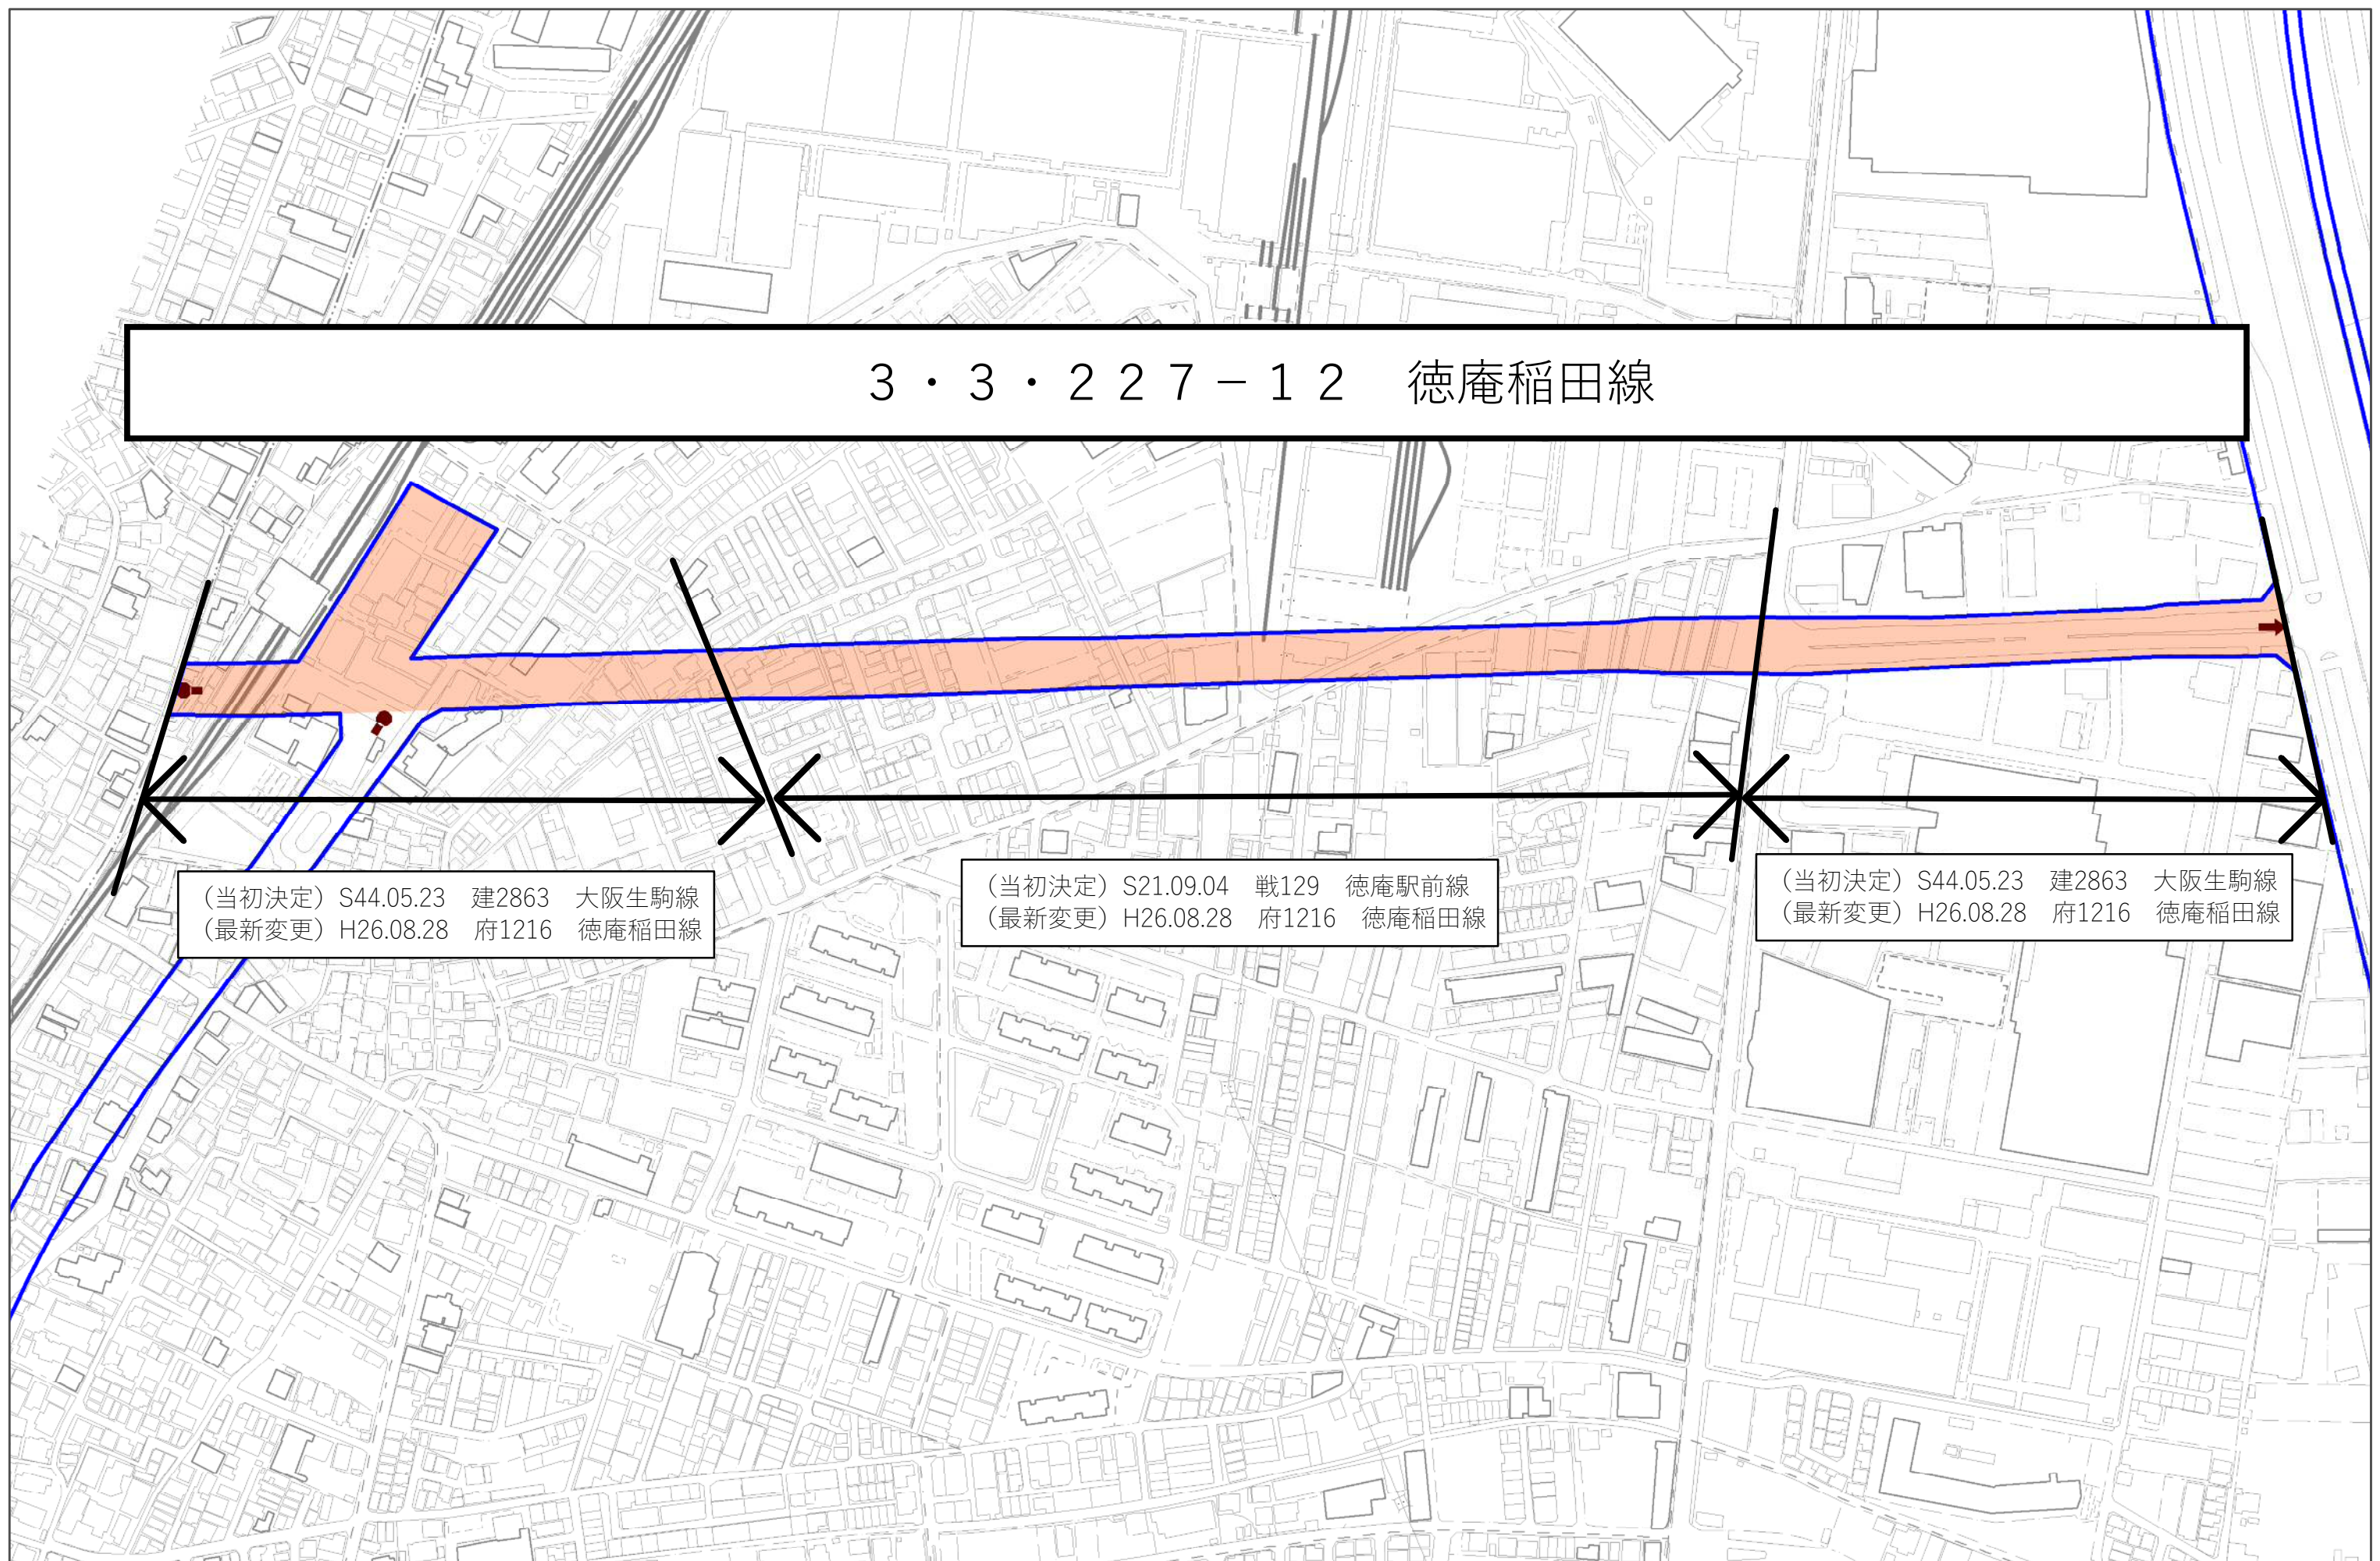 ３・３・２２７－１２　徳庵稲田線
（当初決定）S44.05.23　建2863　大阪生駒線
（最新変更）H26.08.28　府1216　徳庵稲田線
（当初決定）S21.09.04　戦129　徳庵駅前線
（最新変更）H26.08.28　府1216　徳庵稲田線
（当初決定）S44.05.23　建2863　大阪生駒線
（最新変更）H26.08.28　府1216　徳庵稲田線